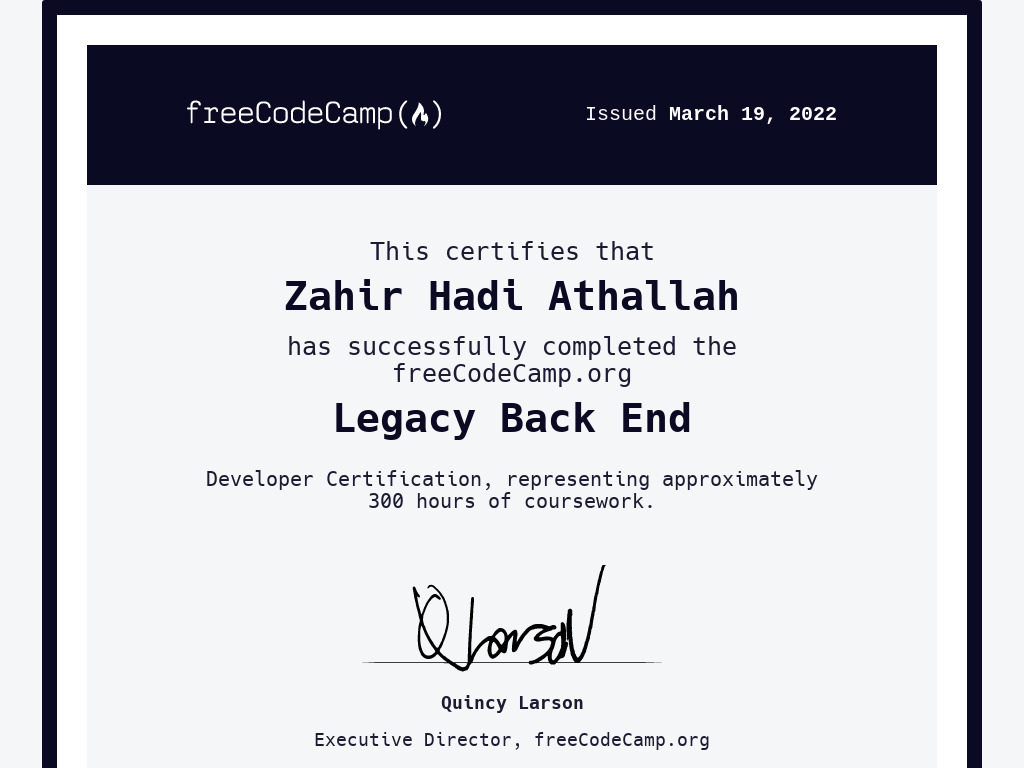 freeCodeCamp(🔥)
Issued March 19, 2022
This certifies that
Zahir Hadi Athallah
has successfully completed the
freeCodeCamp.org
Legacy Back End
Developer Certification, representing approximately
300 hours of coursework.
Q Larson
Quincy Larson
Executive Director, freeCodeCamp.org